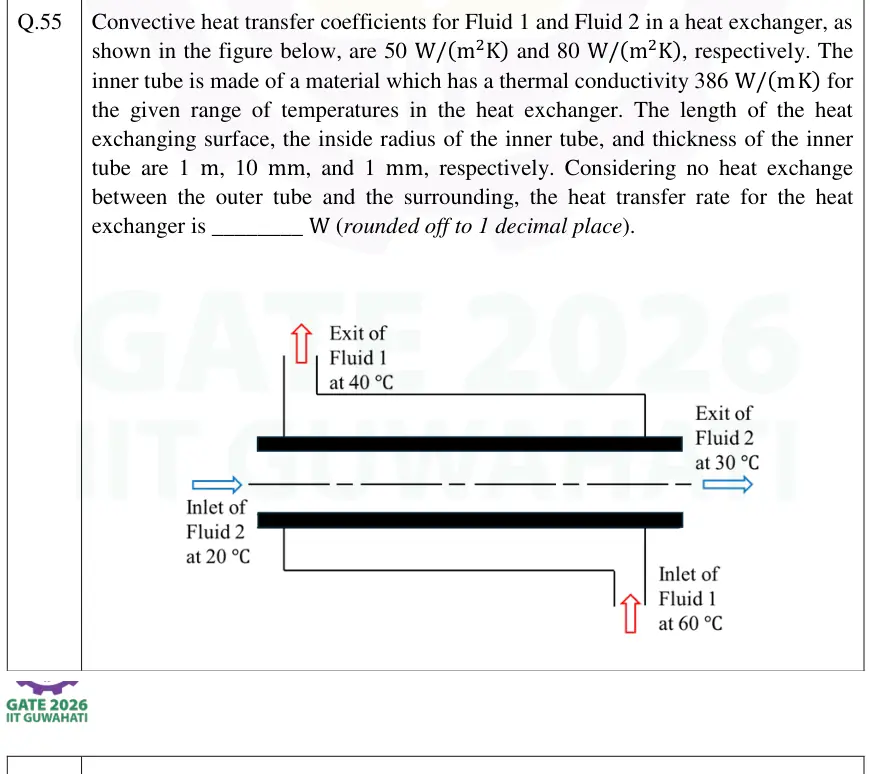 Q.55 Convective heat transfer coefficients for Fluid 1 and Fluid 2 in a heat exchanger, as
shown in the figure below, are 50 W/(m²K) and 80 W/(m²K), respectively. The
inner tube is made of a material which has a thermal conductivity 386 W/(mK) for
the given range of temperatures in the heat exchanger. The length of the heat
exchanging surface, the inside radius of the inner tube, and thickness of the inner
tube are 1 m, 10 mm, and 1 mm, respectively. Considering no heat exchange
between the outer tube and the surrounding, the heat transfer rate for the heat
exchanger is ________ W (rounded off to 1 decimal place).
GATE 2026
IIT GUWAHATI
Exit of
Fluid 1
at 40 °C
Exit of
Fluid 2
at 30 °C
Inlet of
Fluid 2
at 20 °C
Inlet of
Fluid 1
at 60 °C
GATE 2026
IIT GUWAHATI